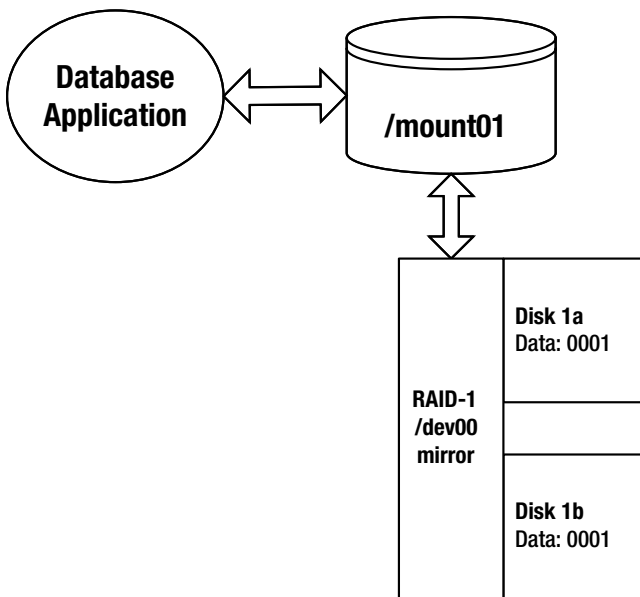 Database
Application
/mount01
RAID-1
/dev00
mirror
Disk 1a
Data: 0001
Disk 1b
Data: 0001